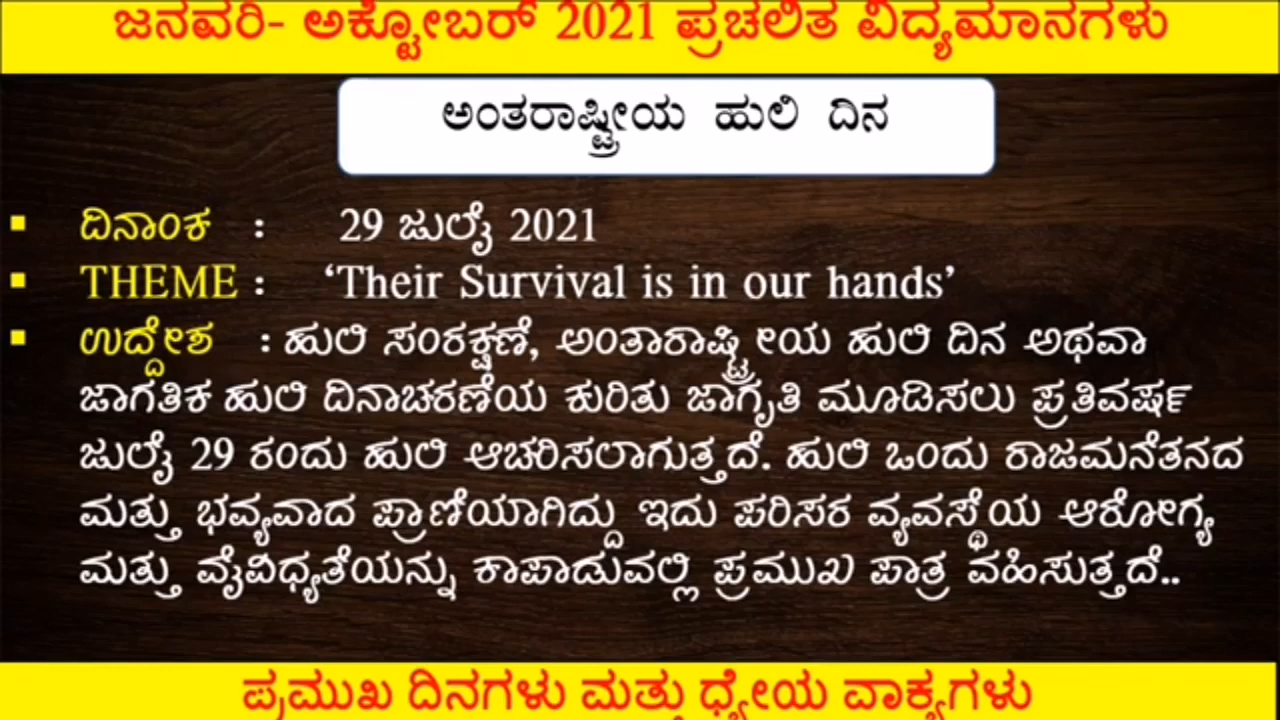 ಜನವರಿ- ಅಕ್ಟೋಬರ್ 2021 ಪ್ರಚಲಿತ ವಿದ್ಯಮಾನಗಳು
ಅಂತರಾಷ್ಟ್ರೀಯ ಹುಲಿ ದಿನ
▪ ದಿನಾಂಕ : 29 ಜುಲೈ 2021
▪ THEME : ‘Their Survival is in our hands’
▪ ಉದ್ದೇಶ : ಹುಲಿ ಸಂರಕ್ಷಣೆ, ಅಂತಾರಾಷ್ಟ್ರೀಯ ಹುಲಿ ದಿನ ಅಥವಾ
ಜಾಗತಿಕ ಹುಲಿ ದಿನಾಚರಣೆಯ ಕುರಿತು ಜಾಗೃತಿ ಮೂಡಿಸಲು ಪ್ರತಿವರ್ಷ
ಜುಲೈ 29 ರಂದು ಹುಲಿ ಆಚರಿಸಲಾಗುತ್ತದೆ. ಹುಲಿ ಒಂದು ರಾಜಮನೆತನದ
ಮತ್ತು ಭವ್ಯವಾದ ಪ್ರಾಣಿಯಾಗಿದ್ದು ಇದು ಪರಿಸರ ವ್ಯವಸ್ಥೆಯ ಆರೋಗ್ಯ
ಮತ್ತು ವೈವಿಧ್ಯತೆಯನ್ನು ಕಾಪಾಡುವಲ್ಲಿ ಪ್ರಮುಖ ಪಾತ್ರ ವಹಿಸುತ್ತದೆ..
ಪ್ರಮುಖ ದಿನಗಳು ಮತ್ತು ಧ್ಯೇಯ ವಾಕ್ಯಗಳು